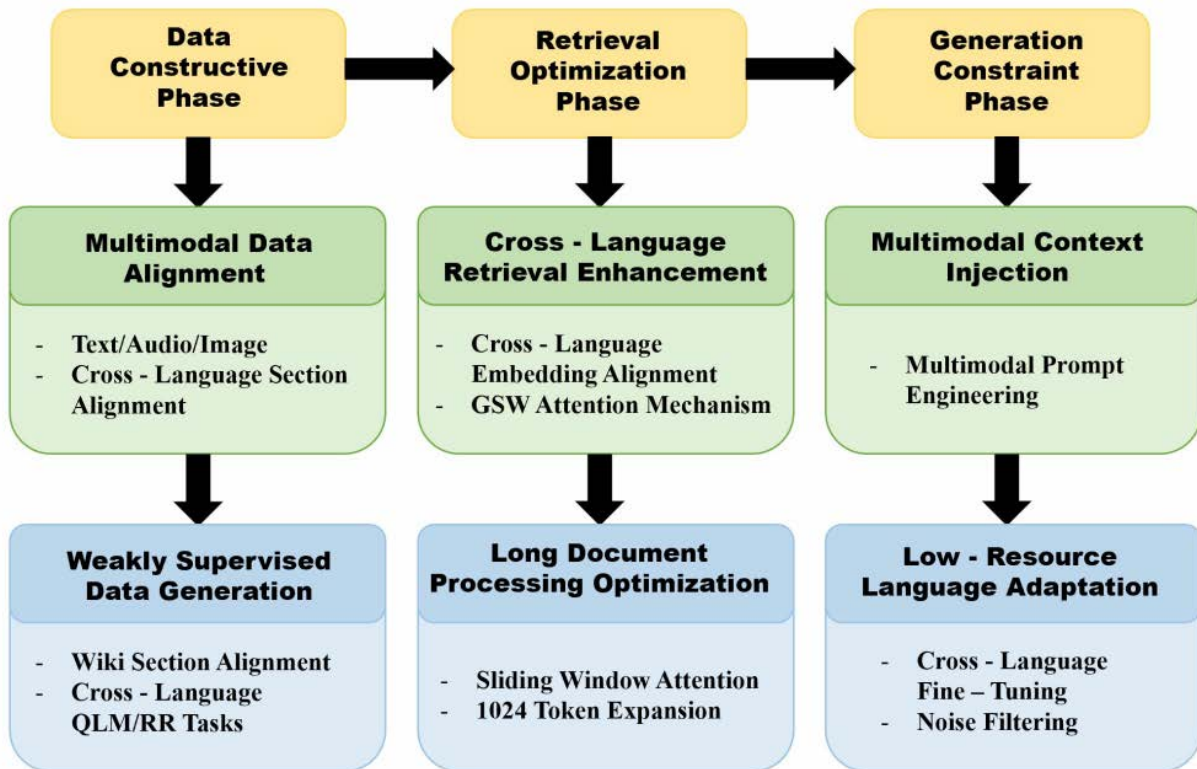 Data
Constructive
Phase
Retrieval
Optimization
Phase
Generation
Constraint
Phase
Multimodal Data
Alignment
- Text/Audio/Image
- Cross - Language Section
Alignment
Cross - Language
Retrieval Enhancement
- Cross - Language
Embedding Alignment
- GSW Attention Mechanism
Multimodal Context
Injection
- Multimodal Prompt
Engineering
Weakly Supervised
Data Generation
- Wiki Section Alignment
- Cross - Language
QLM/RR Tasks
Long Document
Processing Optimization
- Sliding Window Attention
- 1024 Token Expansion
Low - Resource
Language Adaptation
- Cross - Language
Fine – Tuning
- Noise Filtering